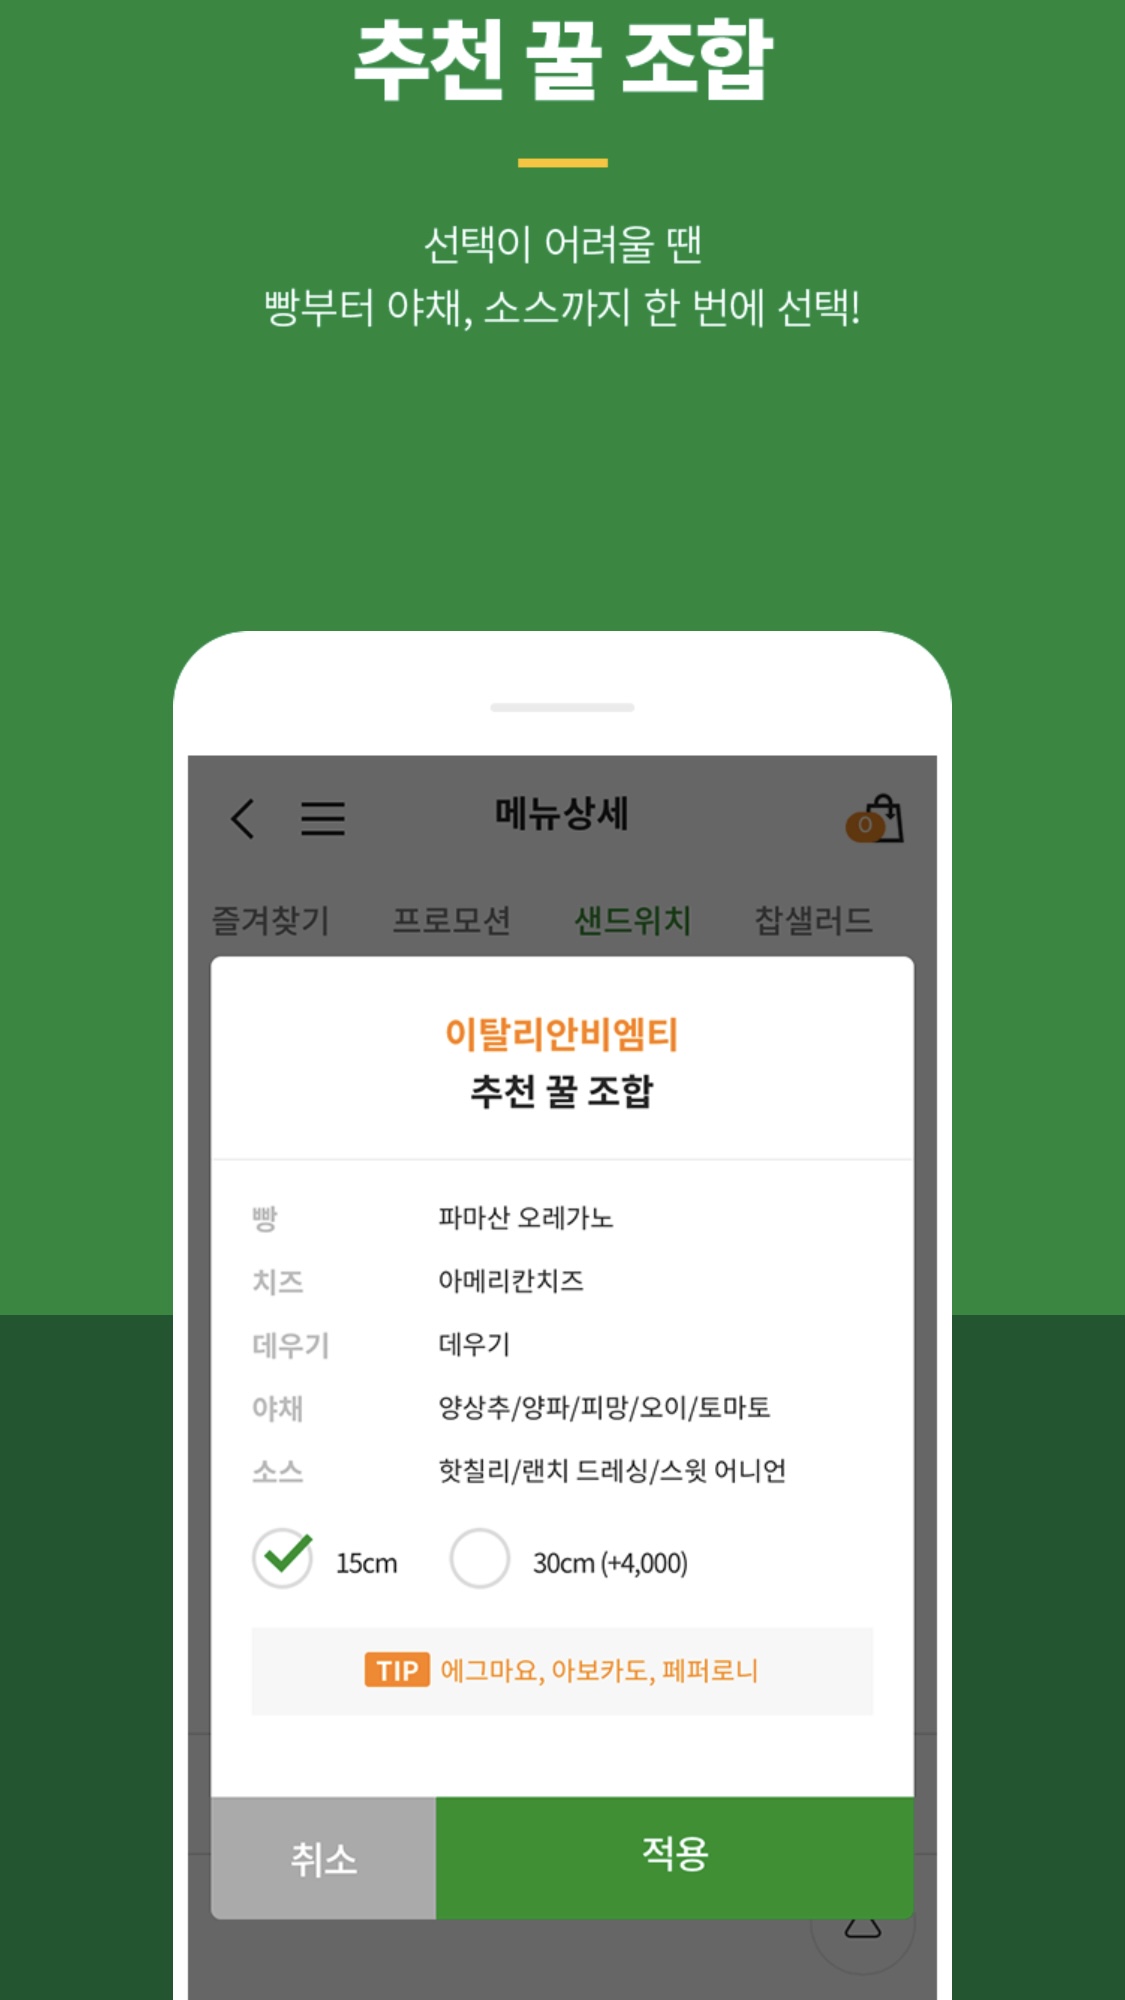 추천 꿀 조합
선택이 어려울 땐
빵부터 야채, 소스까지 한 번에 선택!
메뉴상세
0
즐겨찾기 프로모션 샌드위치 찹샐러드
이탈리안비엠티
추천 꿀 조합
빵 파마산 오레가노
치즈 아메리칸치즈
데우기 데우기
야채 양상추/양파/피망/오이/토마토
소스 핫칠리/랜치 드레싱/스윗 어니언
15cm 30cm (+4,000)
TIP 에그마요, 아보카도, 페퍼로니
취소 적용